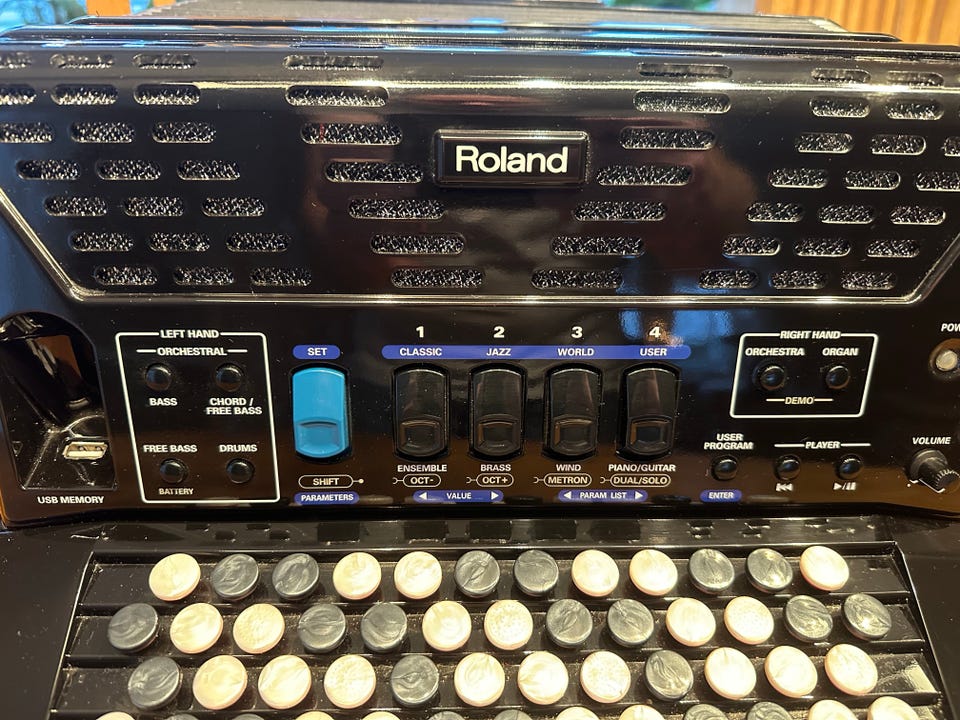 Roland
1 2 3 4
LEFT HAND
ORCHESTRAL
BASS
CHORD /
FREE BASS
FREE BASS
DRUMS
BATTERY
USB MEMORY
SET
CLASSIC JAZZ WORLD USER
SHIFT
PARAMETERS
ENSEMBLE BRASS WIND PIANO/GUITAR
OCT- OCT+ METRON DUAL/SOLO
VALUE PARAM LIST
RIGHT HAND
ORCHESTRA ORGAN
DEMO
USER
PROGRAM
PLAYER
ENTER
VOLUME